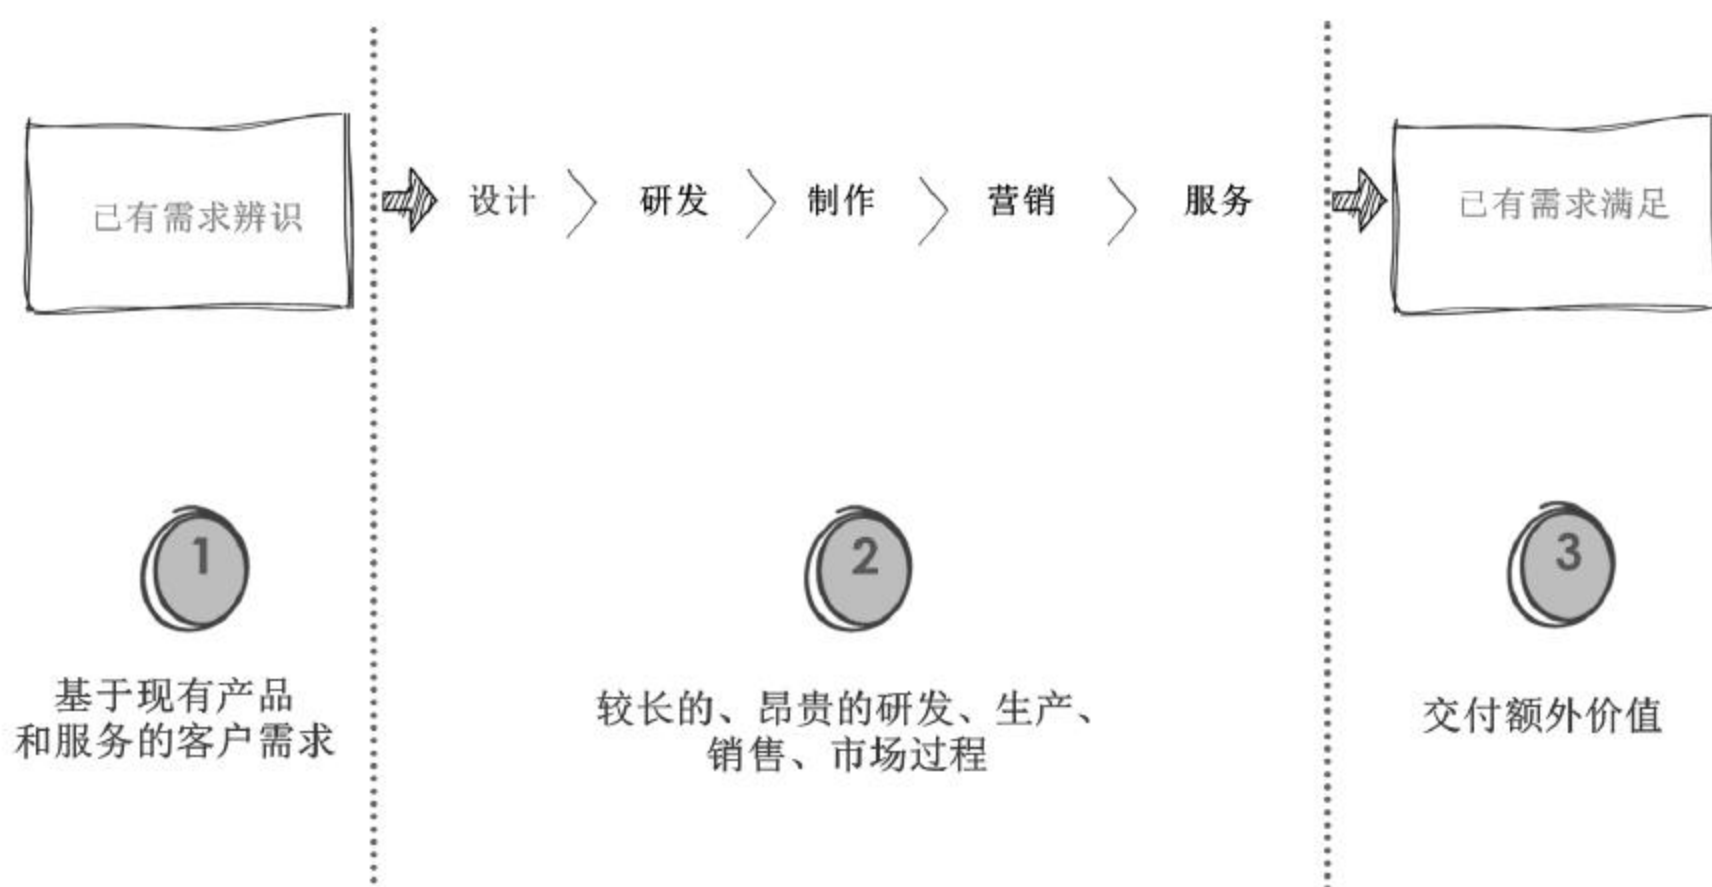 已有需求辨识
设计
研发
制作
营销
服务
已有需求满足
1
2
3
基于现有产品
和服务的客户需求
较长的、昂贵的研发、生产、
销售、市场过程
交付额外价值